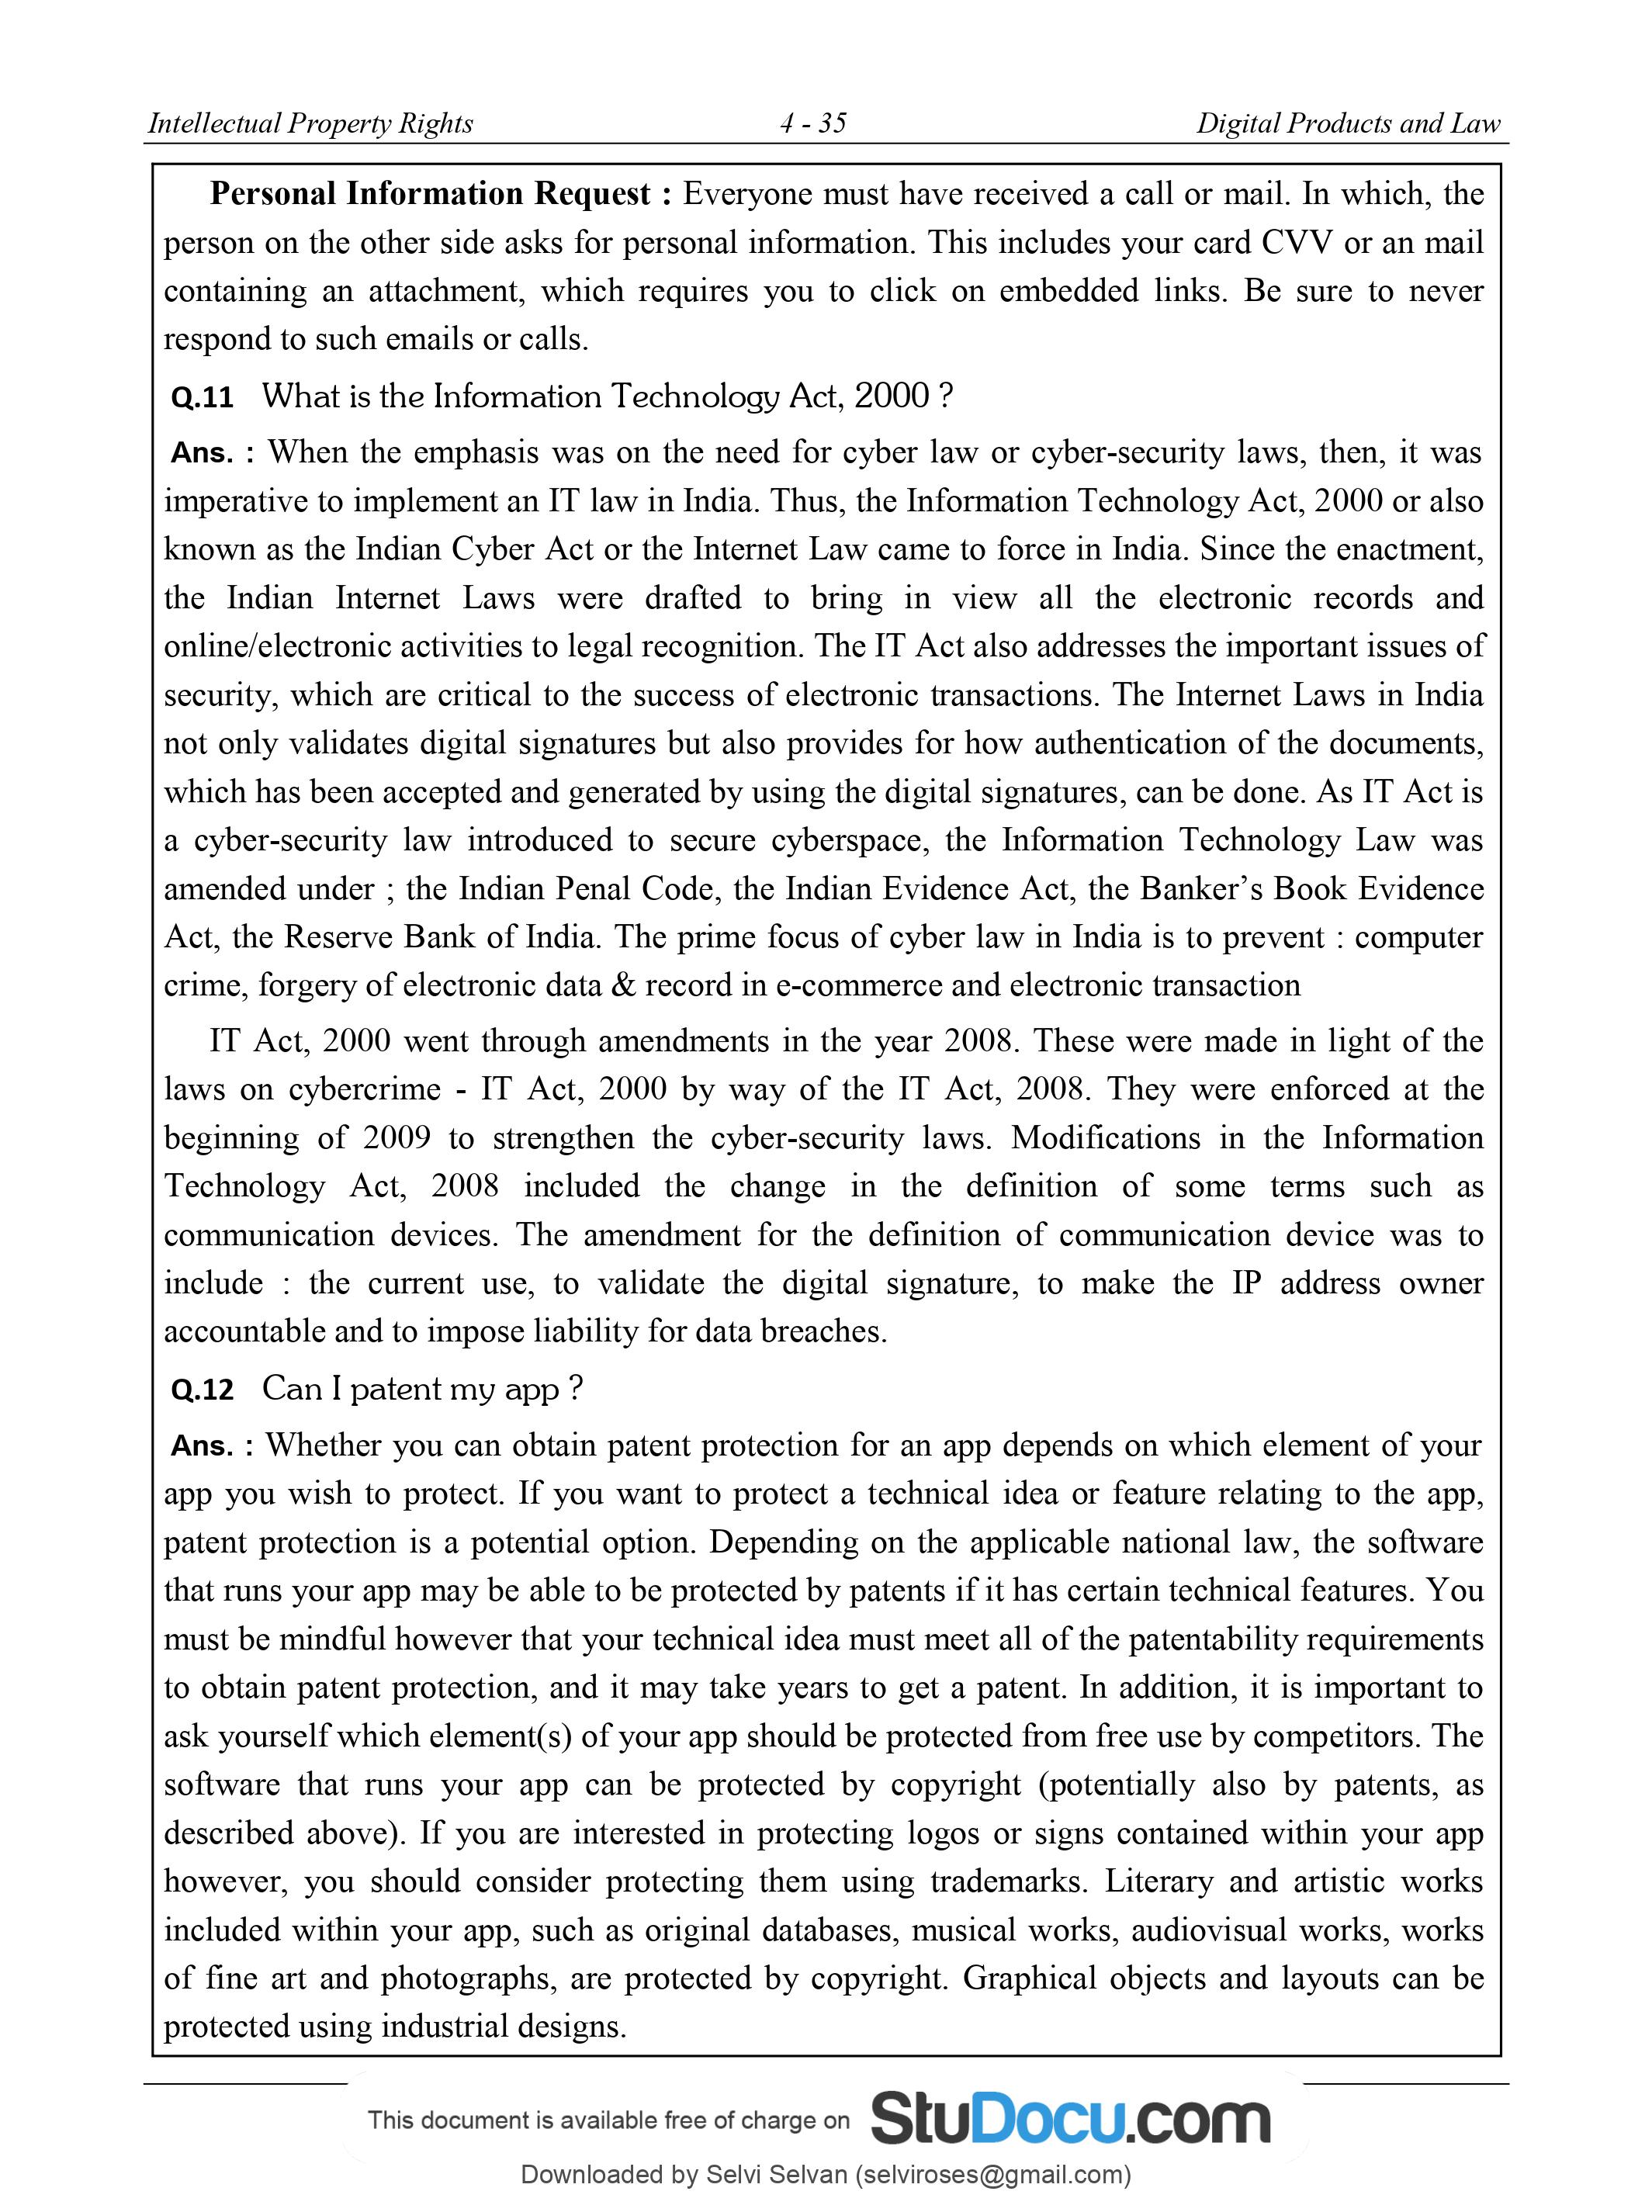 Intellectual Property Rights 4 - 35 Digital Products and Law
Personal Information Request : Everyone must have received a call or mail. In which, the
person on the other side asks for personal information. This includes your card CVV or an mail
containing an attachment, which requires you to click on embedded links. Be sure to never
respond to such emails or calls.
Q.11 What is the Information Technology Act, 2000 ?
Ans. : When the emphasis was on the need for cyber law or cyber-security laws, then, it was
imperative to implement an IT law in India. Thus, the Information Technology Act, 2000 or also
known as the Indian Cyber Act or the Internet Law came to force in India. Since the enactment,
the Indian Internet Laws were drafted to bring in view all the electronic records and
online/electronic activities to legal recognition. The IT Act also addresses the important issues of
security, which are critical to the success of electronic transactions. The Internet Laws in India
not only validates digital signatures but also provides for how authentication of the documents,
which has been accepted and generated by using the digital signatures, can be done. As IT Act is
a cyber-security law introduced to secure cyberspace, the Information Technology Law was
amended under ; the Indian Penal Code, the Indian Evidence Act, the Banker's Book Evidence
Act, the Reserve Bank of India. The prime focus of cyber law in India is to prevent : computer
crime, forgery of electronic data & record in e-commerce and electronic transaction
IT Act, 2000 went through amendments in the year 2008. These were made in light of the
laws on cybercrime - IT Act, 2000 by way of the IT Act, 2008. They were enforced at the
beginning of 2009 to strengthen the cyber-security laws. Modifications in the Information
Technology Act, 2008 included the change in the definition of some terms such as
communication devices. The amendment for the definition of communication device was to
include : the current use, to validate the digital signature, to make the IP address owner
accountable and to impose liability for data breaches.
Q.12 Can I patent my app ?
Ans. : Whether you can obtain patent protection for an app depends on which element of your
app you wish to protect. If you want to protect a technical idea or feature relating to the app,
patent protection is a potential option. Depending on the applicable national law, the software
that runs your app may be able to be protected by patents if it has certain technical features. You
must be mindful however that your technical idea must meet all of the patentability requirements
to obtain patent protection, and it may take years to get a patent. In addition, it is important to
ask yourself which element(s) of your app should be protected from free use by competitors. The
software that runs your app can be protected by copyright (potentially also by patents, as
described above). If you are interested in protecting logos or signs contained within your app
however, you should consider protecting them using trademarks. Literary and artistic works
included within your app, such as original databases, musical works, audiovisual works, works
of fine art and photographs, are protected by copyright. Graphical objects and layouts can be
protected using industrial designs.
This document is available free of charge on StuDocu.com
Downloaded by Selvi Selvan (selviroses@gmail.com)